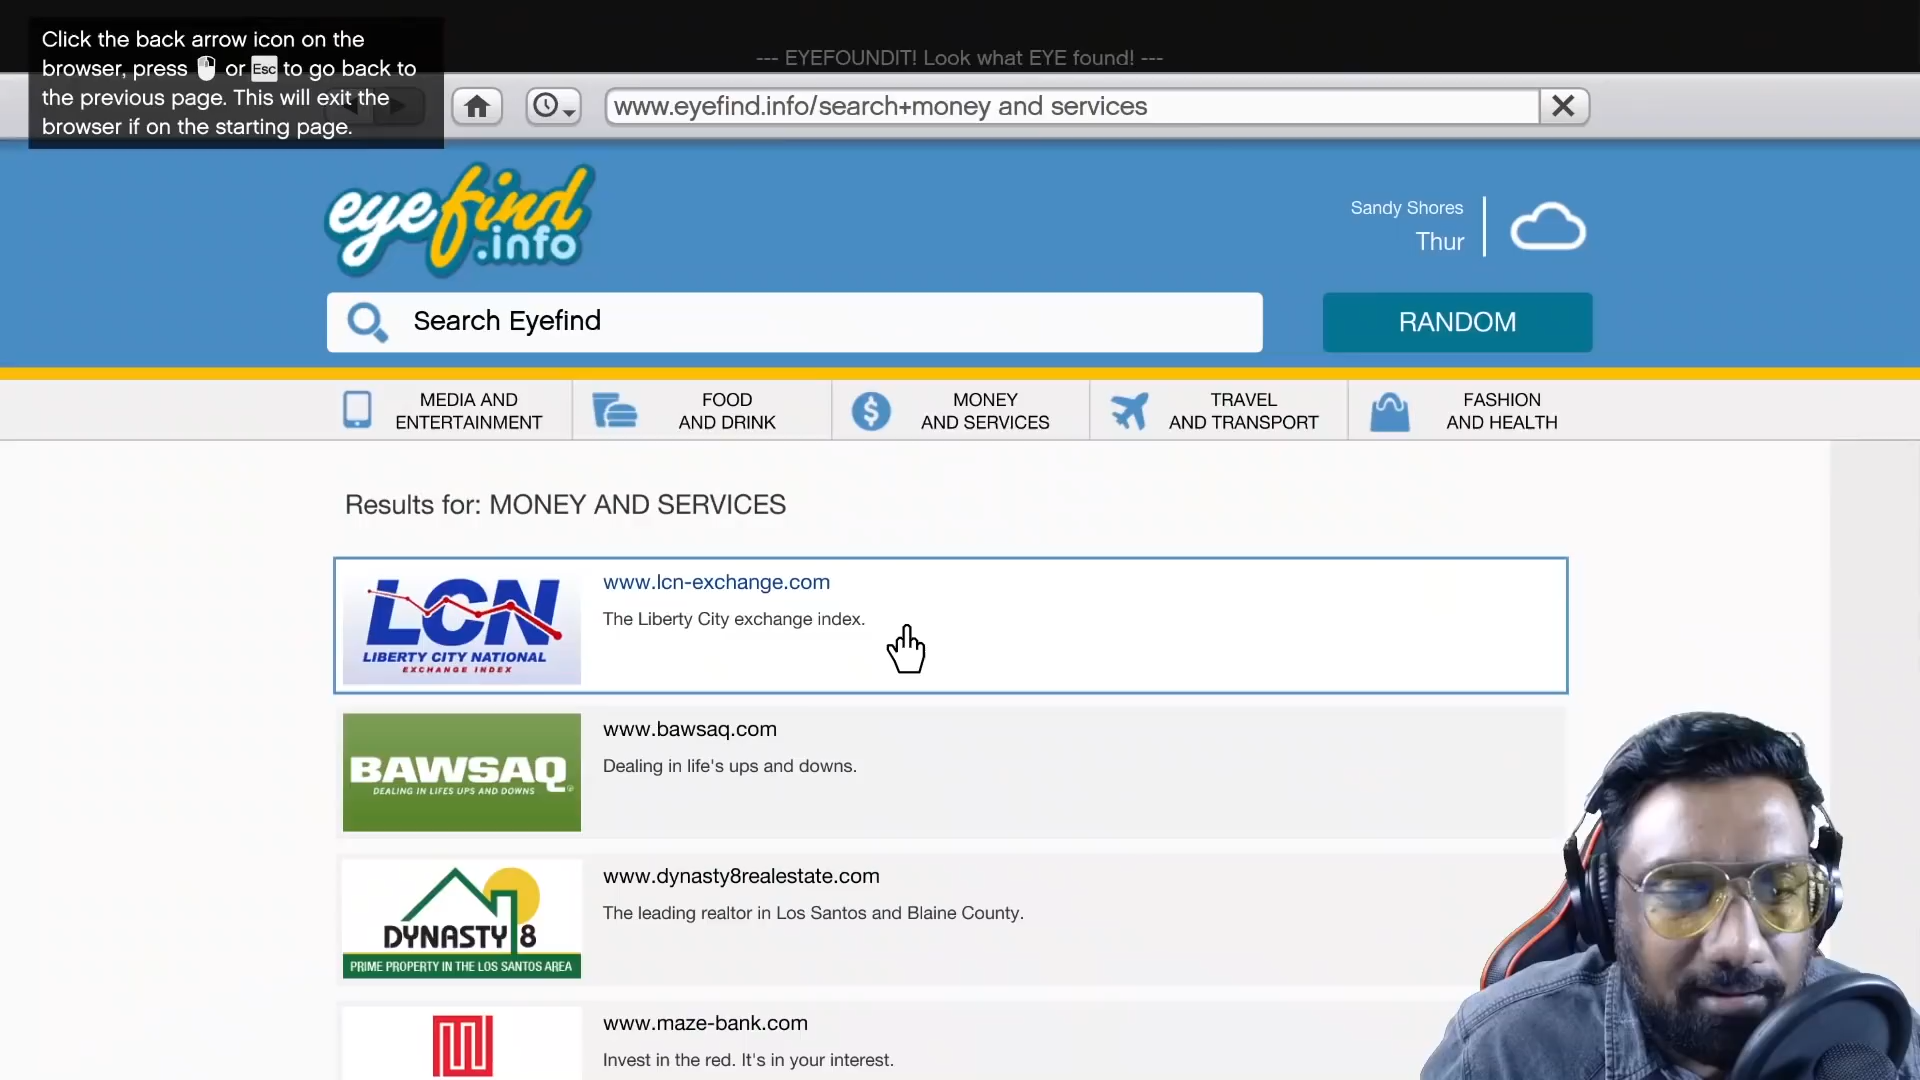 Click the back arrow icon on the
browser, press or Esc to go back to
the previous page. This will exit the
browser if on the starting page.
--- EYEFOUNDIT! Look what EYE found! ---
www.eyefind.info/search+money and services
eyefind
.info
Sandy Shores
Thur
Search Eyefind
RANDOM
MEDIA AND
ENTERTAINMENT
FOOD
AND DRINK
MONEY
AND SERVICES
TRAVEL
AND TRANSPORT
FASHION
AND HEALTH
Results for: MONEY AND SERVICES
LCN
LIBERTY CITY NATIONAL
EXCHANGE INDEX
www.lcn-exchange.com
The Liberty City exchange index.
BAWSAQ
DEALING IN LIFES UPS AND DOWNS
www.bawsaq.com
Dealing in life's ups and downs.
DYNASTY 8
PRIME PROPERTY IN THE LOS SANTOS AREA
www.dynasty8realestate.com
The leading realtor in Los Santos and Blaine County.
www.maze-bank.com
Invest in the red. It's in your interest.